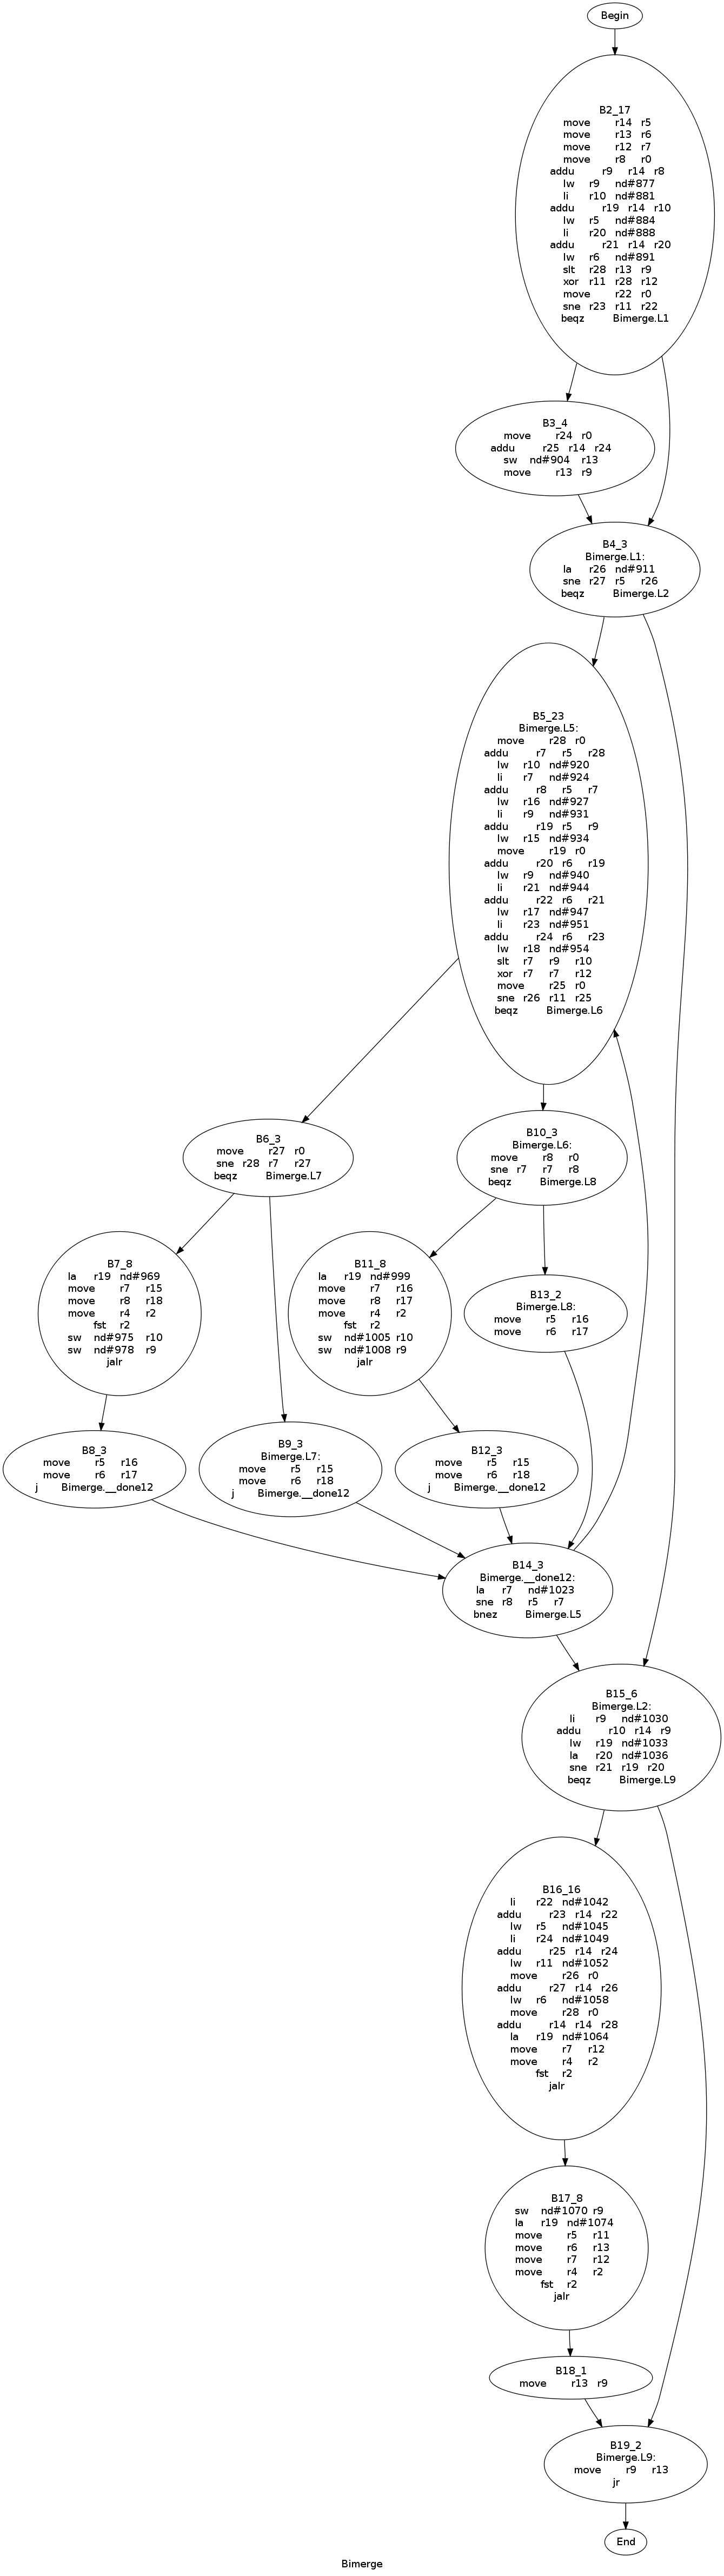 Begin
B2_17
move r14 r5
move r13 r6
move r12 r7
move r8 r0
addu r9 r14 r8
lw r9 nd#877
li r10 nd#881
addu r19 r14 r10
lw r5 nd#884
li r20 nd#888
addu r21 r14 r20
lw r6 nd#891
slt r28 r13 r9
xor r11 r28 r12
move r22 r0
sne r23 r11 r22
beqz Bimerge.L1
B3_4
move r24 r0
addu r25 r14 r24
sw nd#904 r13
move r13 r9
B4_3
Bimerge.L1:
la r26 nd#911
sne r27 r5 r26
beqz Bimerge.L2
B5_23
Bimerge.L5:
move r28 r0
addu r7 r5 r28
lw r10 nd#920
li r7 nd#924
addu r8 r5 r7
lw r16 nd#927
li r9 nd#931
addu r19 r5 r9
lw r15 nd#934
move r19 r0
addu r20 r6 r19
lw r9 nd#940
li r21 nd#944
addu r22 r6 r21
lw r17 nd#947
li r23 nd#951
addu r24 r6 r23
lw r18 nd#954
slt r7 r9 r10
xor r7 r7 r12
move r25 r0
sne r26 r11 r25
beqz Bimerge.L6
B6_3
move r27 r0
sne r28 r7 r27
beqz Bimerge.L7
B10_3
Bimerge.L6:
move r8 r0
sne r7 r7 r8
beqz Bimerge.L8
B7_8
la r19 nd#969
move r7 r15
move r8 r18
move r4 r2
fst r2
sw nd#975 r10
sw nd#978 r9
jalr
B11_8
la r19 nd#999
move r7 r16
move r8 r17
move r4 r2
fst r2
sw nd#1005 r10
sw nd#1008 r9
jalr
B13_2
Bimerge.L8:
move r5 r16
move r6 r17
B8_3
move r5 r16
move r6 r17
j Bimerge.__done12
B9_3
Bimerge.L7:
move r5 r15
move r6 r18
j Bimerge.__done12
B12_3
move r5 r15
move r6 r18
j Bimerge.__done12
B14_3
Bimerge.__done12:
la r7 nd#1023
sne r8 r5 r7
bnez Bimerge.L5
B15_6
Bimerge.L2:
li r9 nd#1030
addu r10 r14 r9
lw r19 nd#1033
la r20 nd#1036
sne r21 r19 r20
beqz Bimerge.L9
B16_16
li r22 nd#1042
addu r23 r14 r22
lw r5 nd#1045
li r24 nd#1049
addu r25 r14 r24
lw r11 nd#1052
move r26 r0
addu r27 r14 r26
lw r6 nd#1058
move r28 r0
addu r14 r14 r28
la r19 nd#1064
move r7 r12
move r4 r2
fst r2
jalr
B17_8
sw nd#1070 r9
la r19 nd#1074
move r5 r11
move r6 r13
move r7 r12
move r4 r2
fst r2
jalr
B18_1
move r13 r9
B19_2
Bimerge.L9:
move r9 r13
jr
End
Bimerge